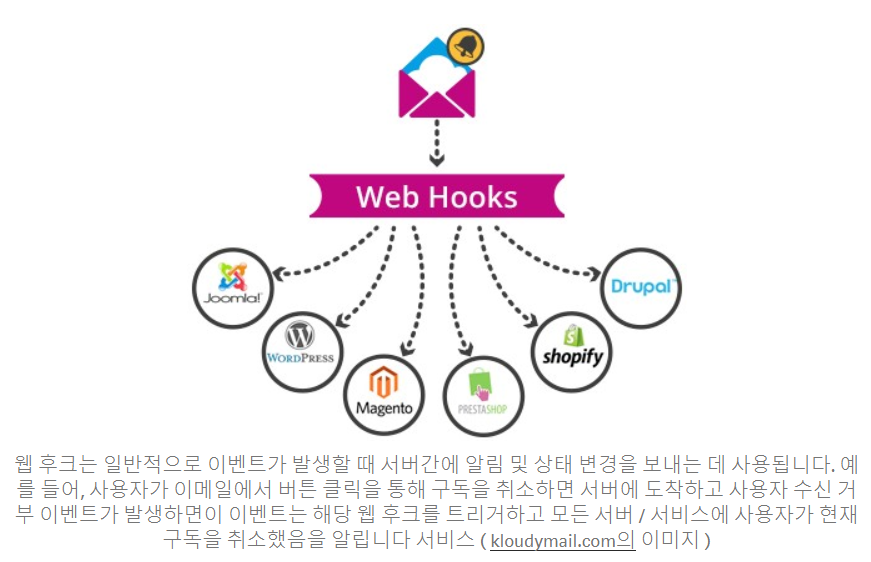 Web Hooks
Joomla!
Drupal™
WORDPRESS
shopify
Magento
PRESTASHOP
웹 후크는 일반적으로 이벤트가 발생할 때 서버간에 알림 및 상태 변경을 보내는 데 사용됩니다. 예
를 들어, 사용자가 이메일에서 버튼 클릭을 통해 구독을 취소하면 서버에 도착하고 사용자 수신 거
부 이벤트가 발생하면이 이벤트는 해당 웹 후크를 트리거하고 모든 서버 / 서비스에 사용자가 현재
구독을 취소했음을 알립니다 서비스 ( kloudymail.com의 이미지 )